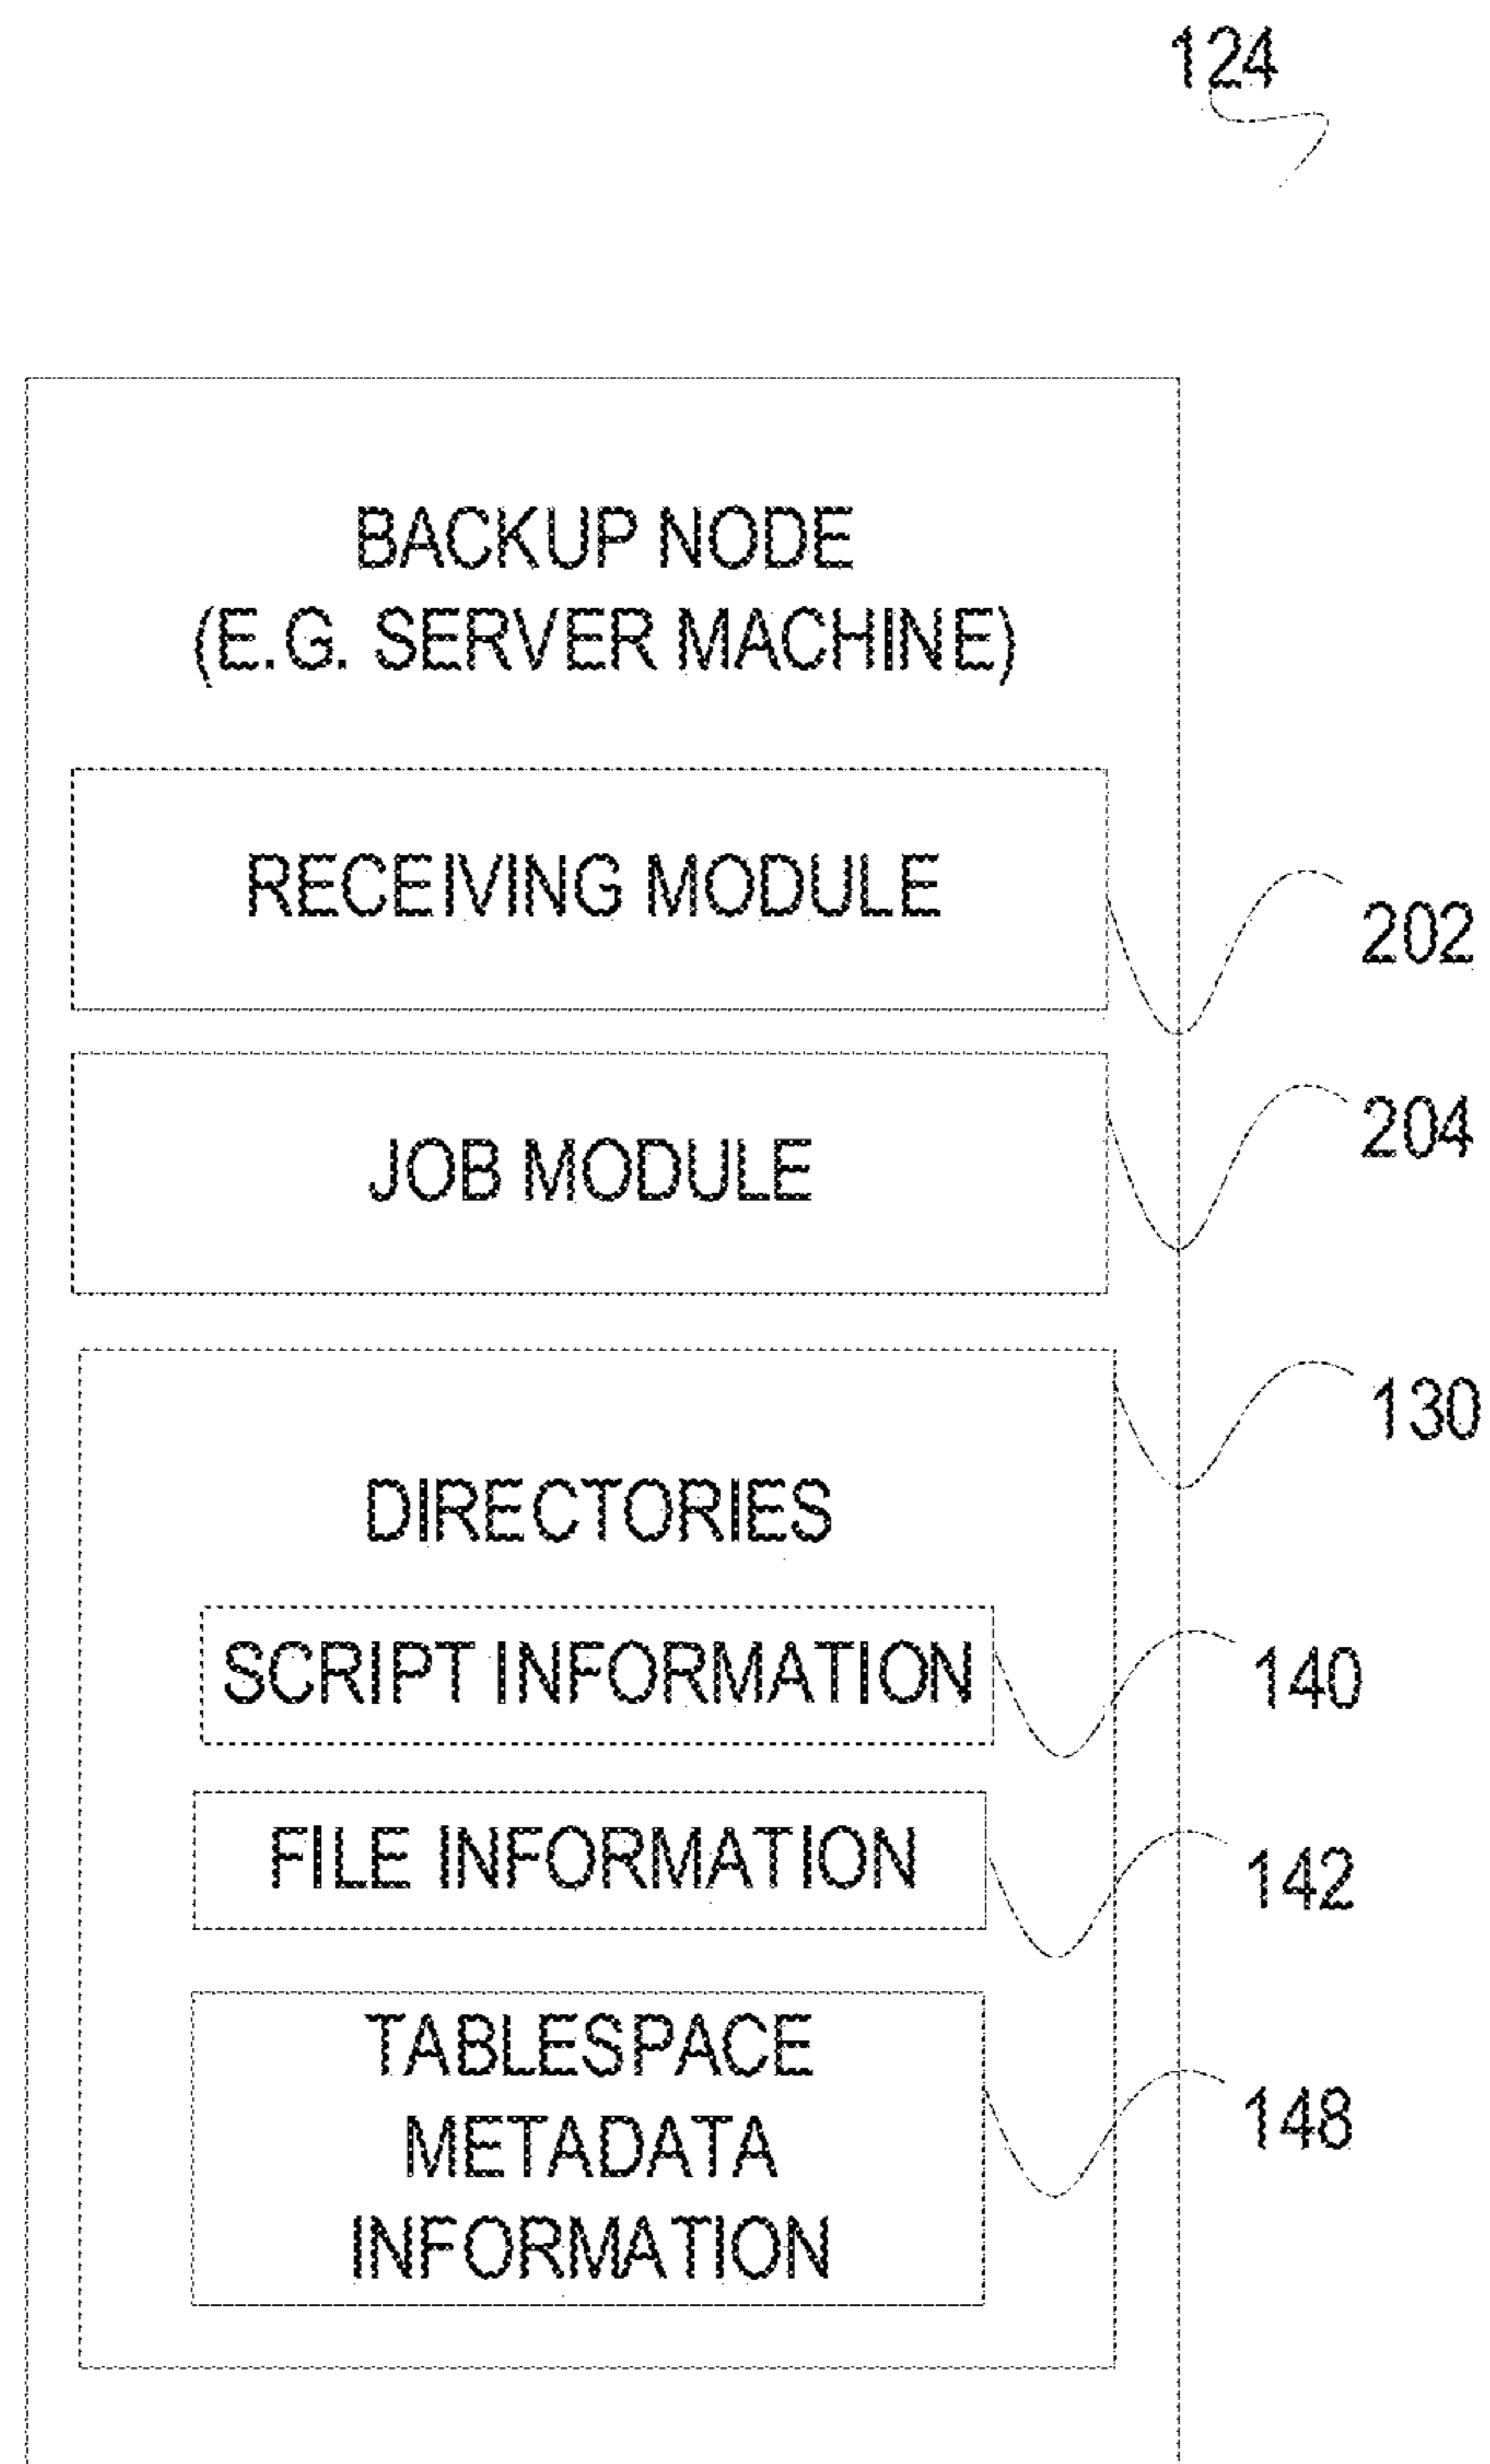 124
BACKUP NODE
(E.G. SERVER MACHINE)
RECEIVING MODULE
202
JOB MODULE
204
130
DIRECTORIES
SCRIPT INFORMATION
140
FILE INFORMATION
142
TABLESPACE
METADATA
148
INFORMATION